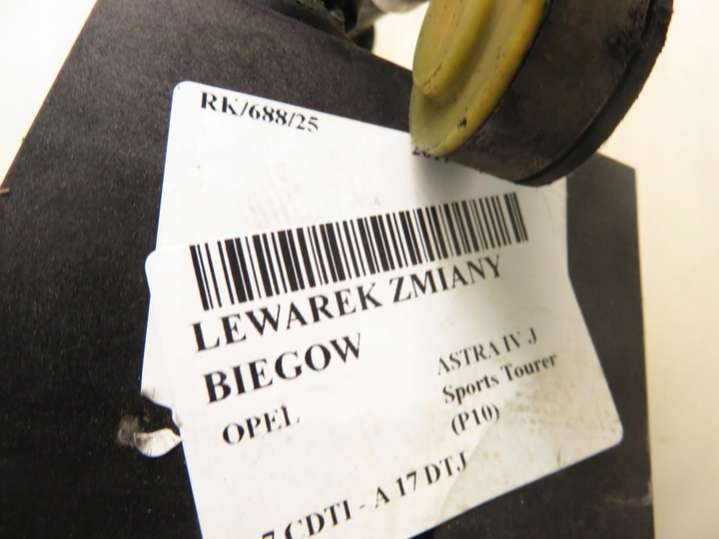 RK/688/25
LEWAREK ZMIANY
BIEGOW
OPEL
ASTRA IV J
Sports Tourer
(P10)
7 CDTI - A 17 DTJ